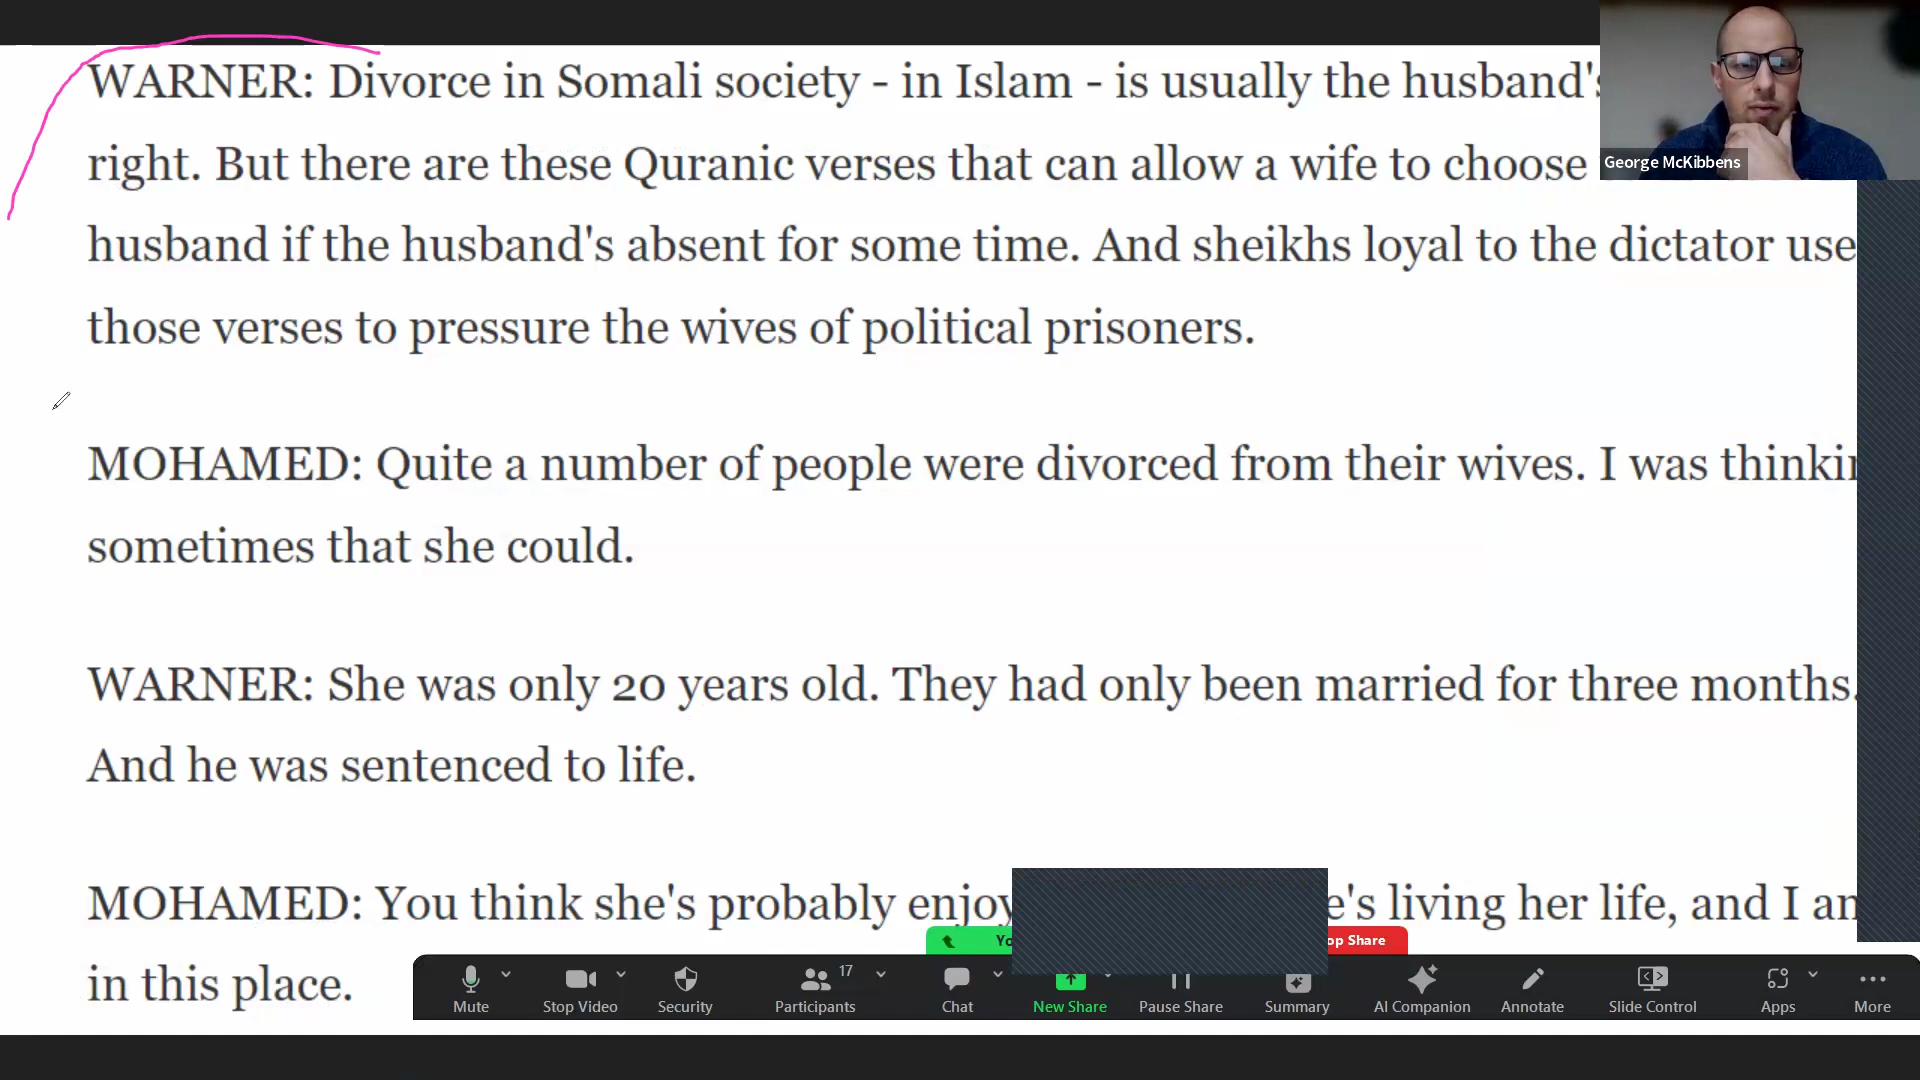 WARNER: Divorce in Somali society - in Islam - is usually the husband's
right. But there are these Quranic verses that can allow a wife to choose
husband if the husband's absent for some time. And sheikhs loyal to the dictator use
those verses to pressure the wives of political prisoners.
MOHAMED: Quite a number of people were divorced from their wives. I was
sometimes that she could.
WARNER: She was only 20 years old. They had only been married for three months.
And he was sentenced to life.
MOHAMED: You think she's probably living her life, and I
in this place.
George McKibbens
Share
17
Mute Stop Video Security Participants Chat New Share Pause Share Summary AI Companion Annotate Slide Control Apps More